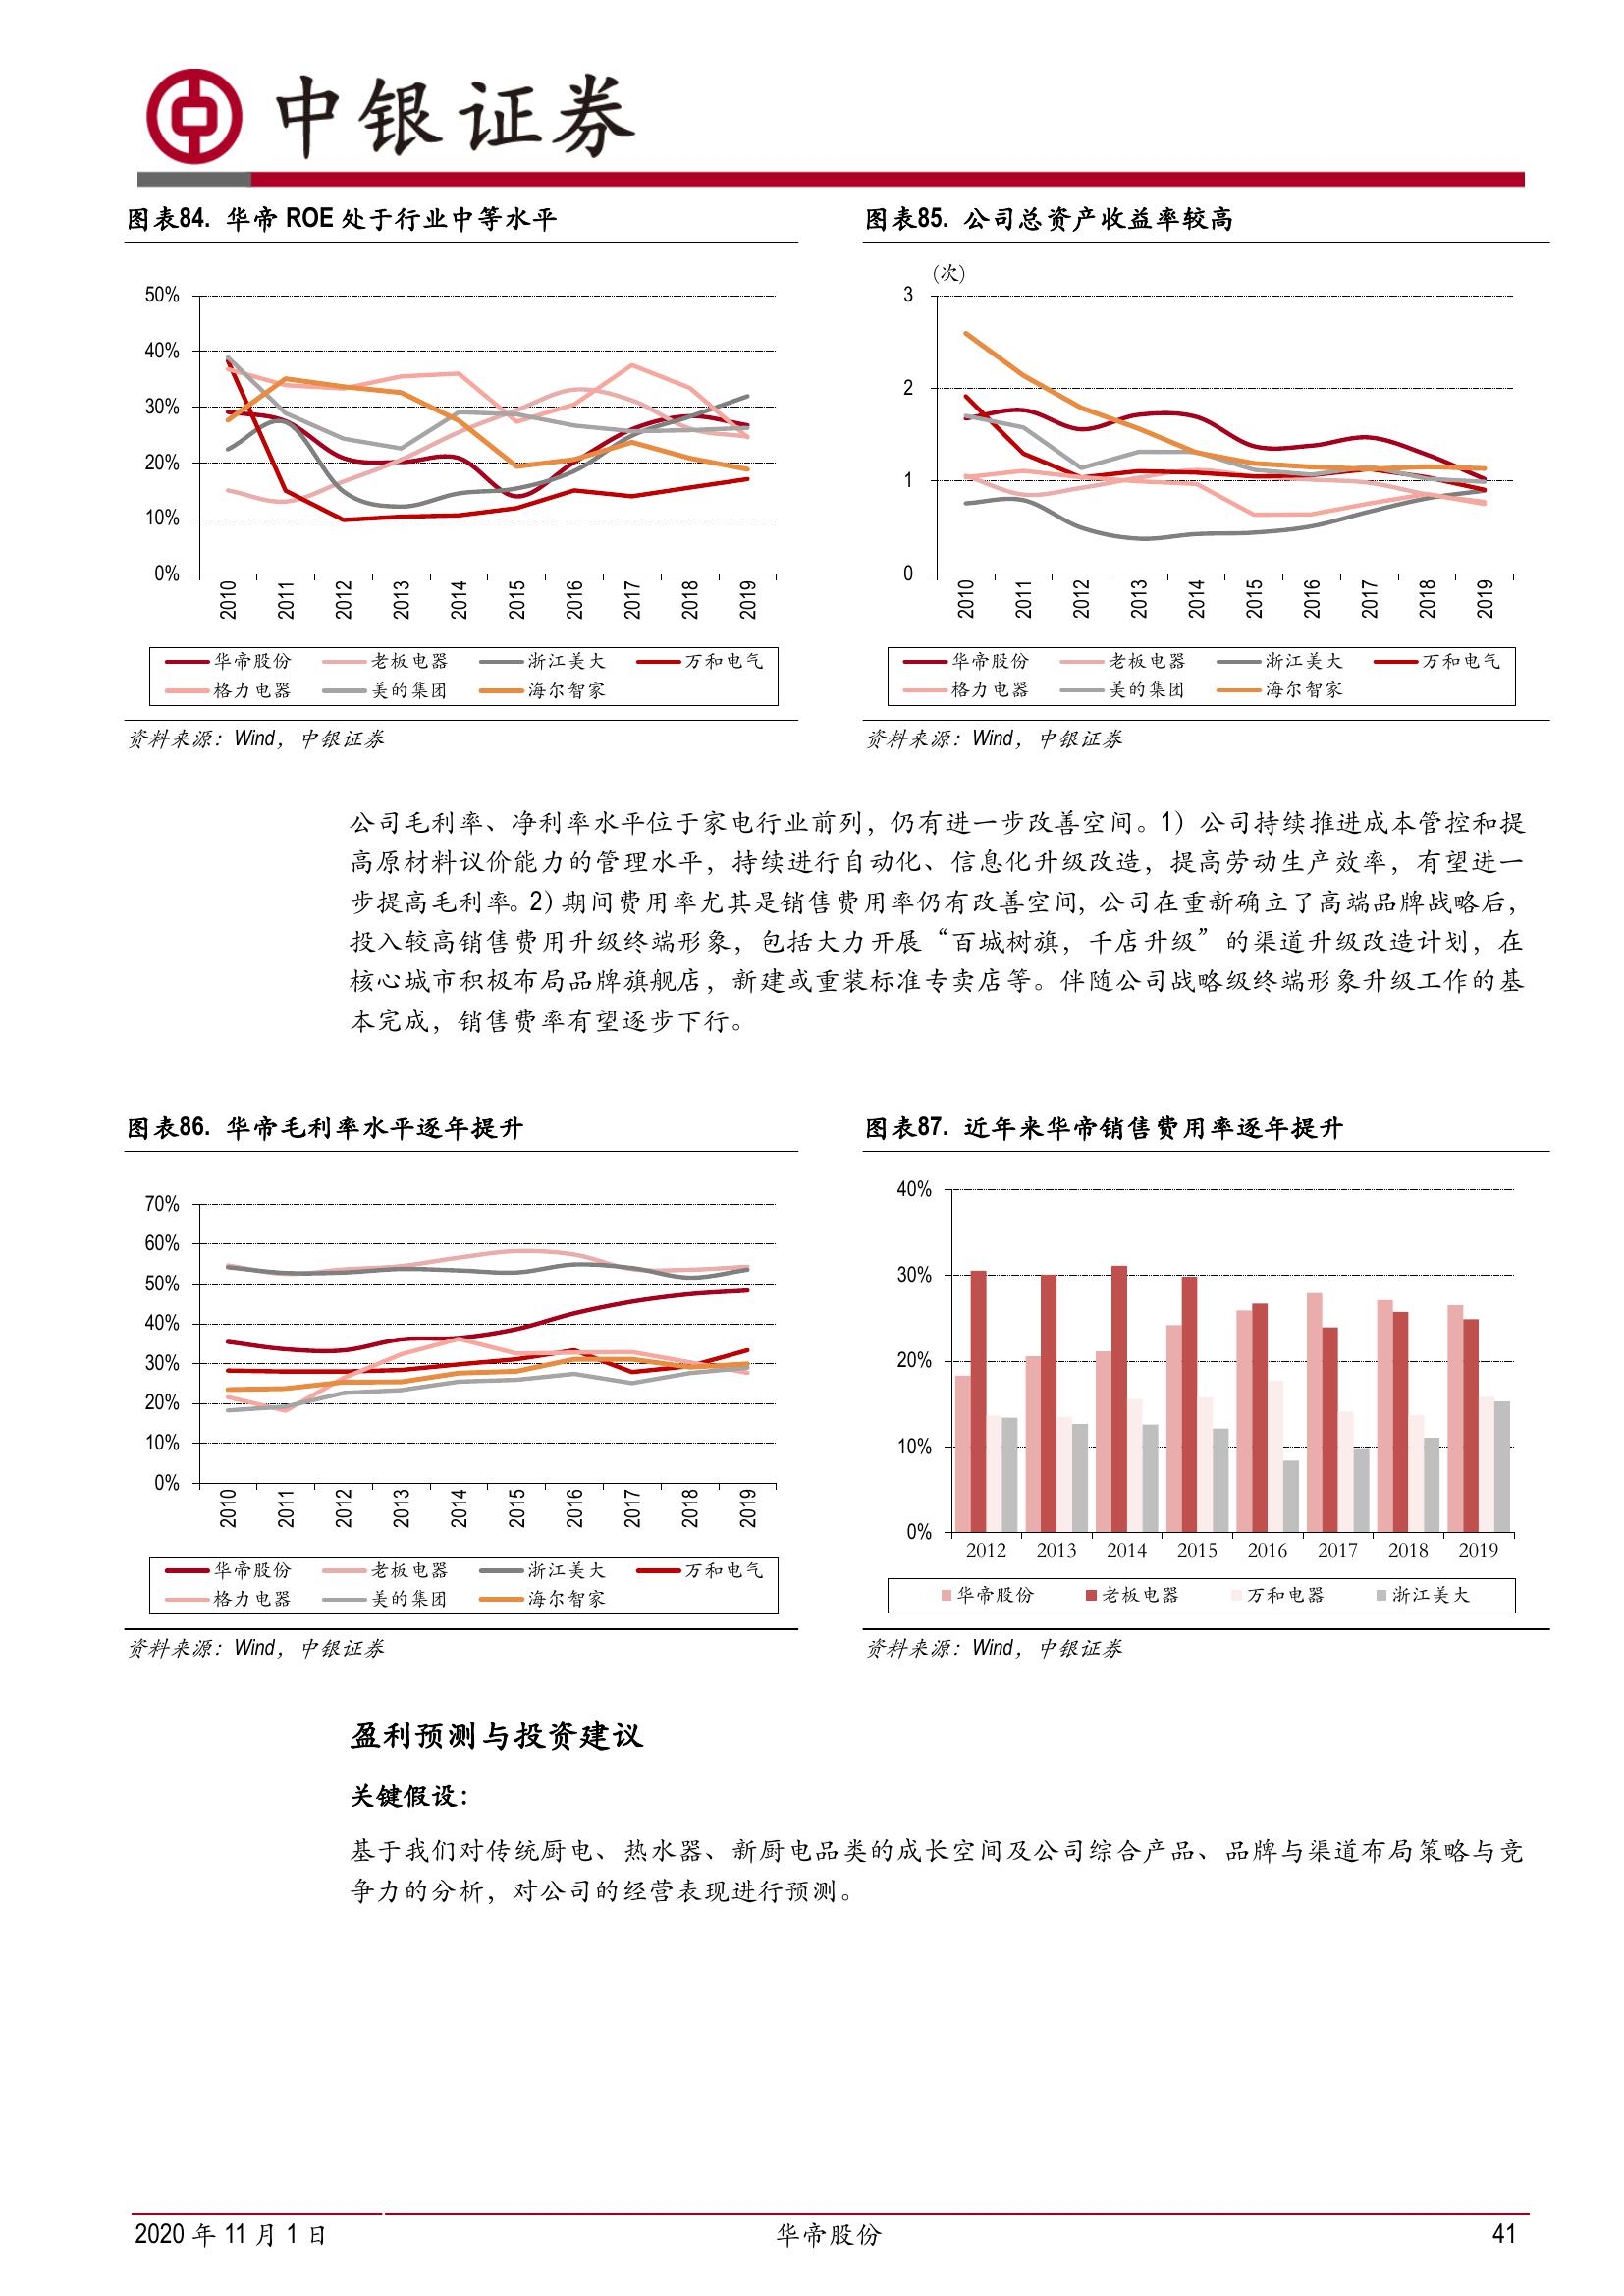 中银证券
图表84. 华帝 ROE 处于行业中等水平
50%
40%
30%
20%
10%
0%
2010 2011 2012 2013 2014 2015 2016 2017 2018 2019
华帝股份 老板电器 浙江美大 万和电气
格力电器 美的集团 海尔智家
资料来源：Wind，中银证券
图表85. 公司总资产收益率较高
(次)
3
2
1
0
2010 2011 2012 2013 2014 2015 2016 2017 2018 2019
华帝股份 老板电器 浙江美大 万和电气
格力电器 美的集团 海尔智家
资料来源：Wind，中银证券
公司毛利率、净利率水平位于家电行业前列，仍有进一步改善空间。1）公司持续推进成本管控和提
高原材料议价能力的管理水平，持续进行自动化、信息化升级改造，提高劳动生产效率，有望进一
步提高毛利率。2）期间费用率尤其是销售费用率仍有改善空间，公司在重新确立了高端品牌战略后，
投入较高销售费用升级终端形象，包括大力开展“百城树旗，千店升级”的渠道升级改造计划，在
核心城市积极布局品牌旗舰店，新建或重装标准专卖店等。伴随公司战略级终端形象升级工作的基
本完成，销售费率有望逐步下行。
图表86. 华帝毛利率水平逐年提升
70%
60%
50%
40%
30%
20%
10%
0%
2010 2011 2012 2013 2014 2015 2016 2017 2018 2019
华帝股份 老板电器 浙江美大 万和电气
格力电器 美的集团 海尔智家
资料来源：Wind，中银证券
图表87. 近年来华帝销售费用率逐年提升
40%
30%
20%
10%
0%
2012 2013 2014 2015 2016 2017 2018 2019
华帝股份 老板电器 万和电器 浙江美大
资料来源：Wind，中银证券
盈利预测与投资建议
关键假设：
基于我们对传统厨电、热水器、新厨电品类的成长空间及公司综合产品、品牌与渠道布局策略与竞
争力的分析，对公司的经营表现进行预测。
2020 年 11 月 1 日 华帝股份 41